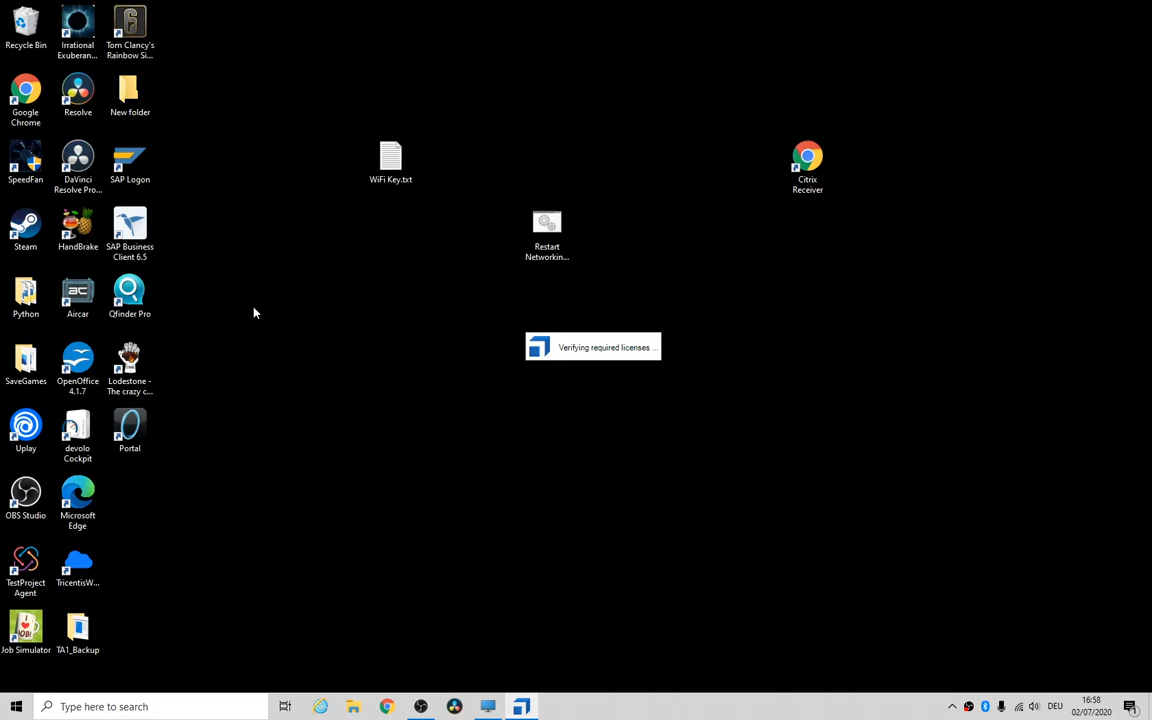 Recycle Bin
Irrational
Exuberan...
Tom Clancy's
Rainbow Si...
Google
Chrome
Resolve
New folder
SpeedFan
DaVinci
Resolve Pro...
SAP Logon
Steam
HandBrake
SAP Business
Client 6.5
Python
ac
Aircar
Qfinder Pro
SaveGames
OpenOffice
4.1.7
Lodestone -
The crazy c...
Uplay
devolo
Cockpit
Portal
OBS Studio
Microsoft
Edge
TestProject
Agent
TricentisW...
I
JOB!
Job Simulator
TA1_Backup
WiFi Key.txt
Restart
Networkin...
Citrix
Receiver
Verifying required licenses ...
Type here to search
DEU
16:58
02/07/2020
1